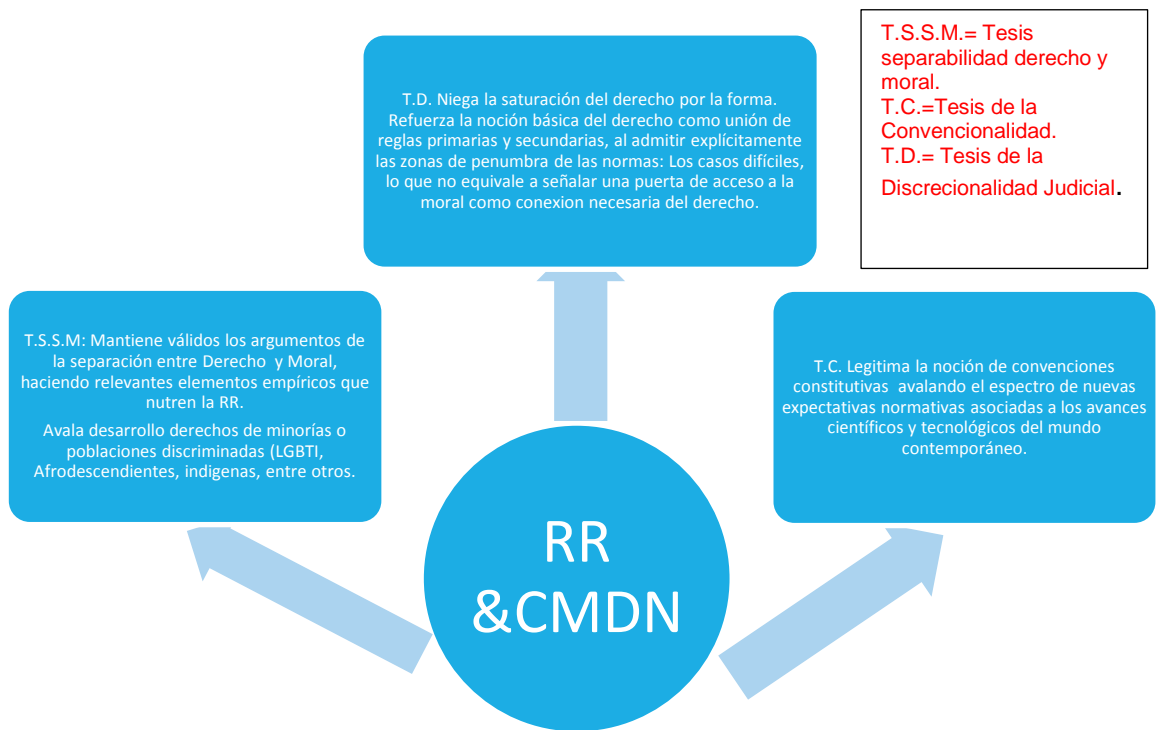 T.S.S.M.= Tesis
separabilidad derecho y
moral.
T.C.=Tesis de la
Convencionalidad.
T.D.= Tesis de la
Discrecionalidad Judicial.
T.D. Niega la saturación del derecho por la forma.
Refuerza la noción básica del derecho como unión de
reglas primarias y secundarias, al admitir explícitamente
las zonas de penumbra de las normas: Los casos difíciles,
lo que no equivale a señalar una puerta de acceso a la
moral como conexion necesaria del derecho.
T.S.S.M: Mantiene válidos los argumentos de
la separación entre Derecho y Moral,
haciendo relevantes elementos empíricos que
nutren la RR.
Avala desarrollo derechos de minorías o
poblaciones discriminadas (LGBTI,
Afrodescendientes, indigenas, entre otros.
T.C. Legitima la noción de convenciones
constitutivas avalando el espectro de nuevas
expectativas normativas asociadas a los avances
científicos y tecnológicos del mundo
contemporáneo.
RR
&CMDN